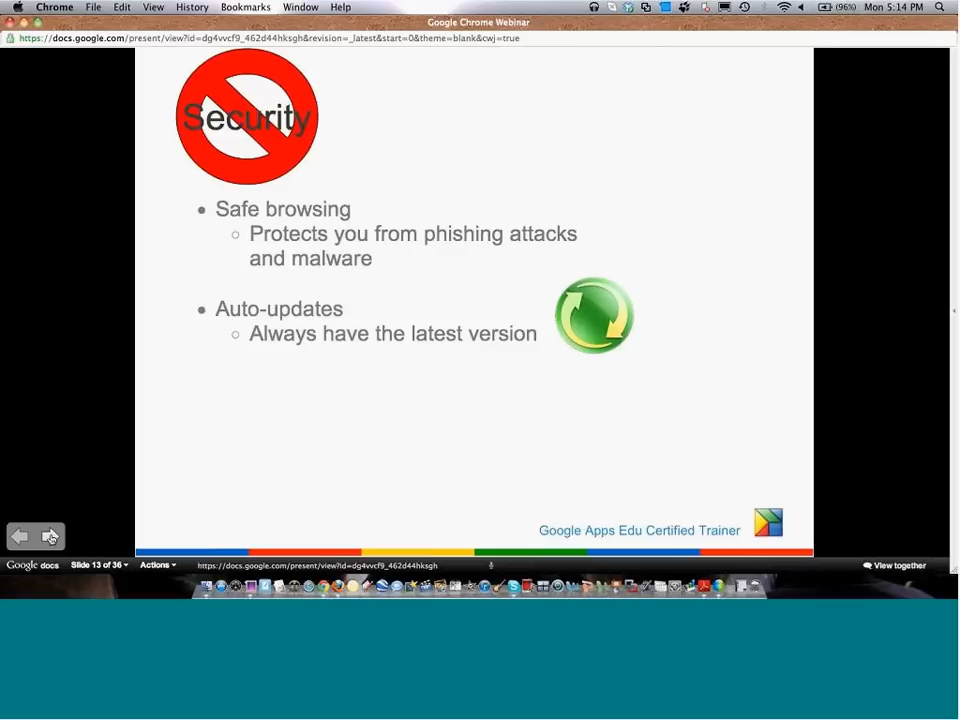 Chrome File Edit View History Bookmarks Window Help (96%) Mon 5:14 PM
Google Chrome Webinar
https://docs.google.com/present/view?id=dg4vvcf9_462d44hksgh&revision=_latest&start=0&theme=blank&cwj=true
Security
• Safe browsing
○ Protects you from phishing attacks
and malware
• Auto-updates
○ Always have the latest version
Google Apps Edu Certified Trainer
Google docs Slide 13 of 36 Actions https://docs.google.com/present/view?id=dg4vvcf9_462d44hksgh View together